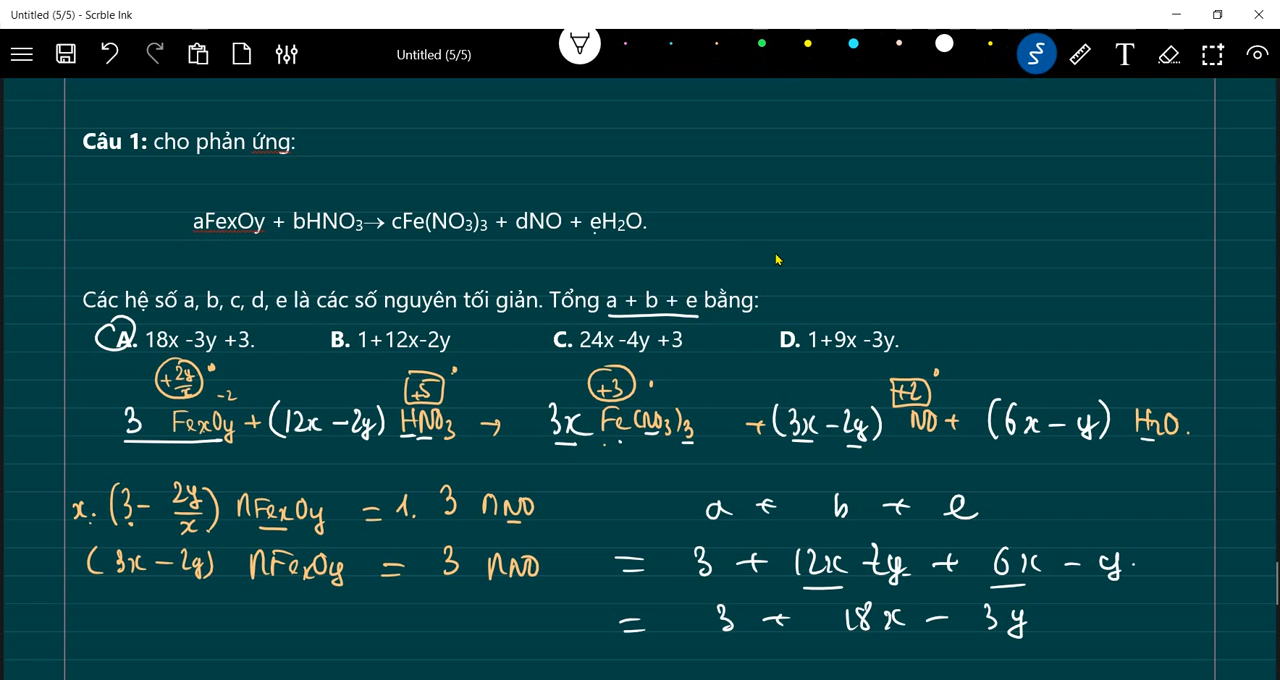 Untitled (5/5) - Scrble Ink
Untitled (5/5)
T
Câu 1: cho phản ứng:
aFexOy + bHNO₃→ cFe(NO₃)₃ + dNO + ẹH₂O.
Các hệ số a, b, c, d, e là các số nguyên tối giản. Tổng a + b + e bằng:
A. 18x -3y +3. B. 1+12x-2y C. 24x -4y +3 D. 1+9x -3y.
+2y/x -2 +5 +3 +2
3 FexOy + (12x - 2y) HNO₃ → 3x Fe(NO₃)₃ + (3x - 2y) NO + (6x - y) H₂O.
x. (3 - 2y/x) nFexOy = 1. 3 nNO
a + b + e
(3x - 2y) nFexOy = 3 nNO
= 3 + 12x - 2y + 6x - y.
= 3 + 18x - 3y